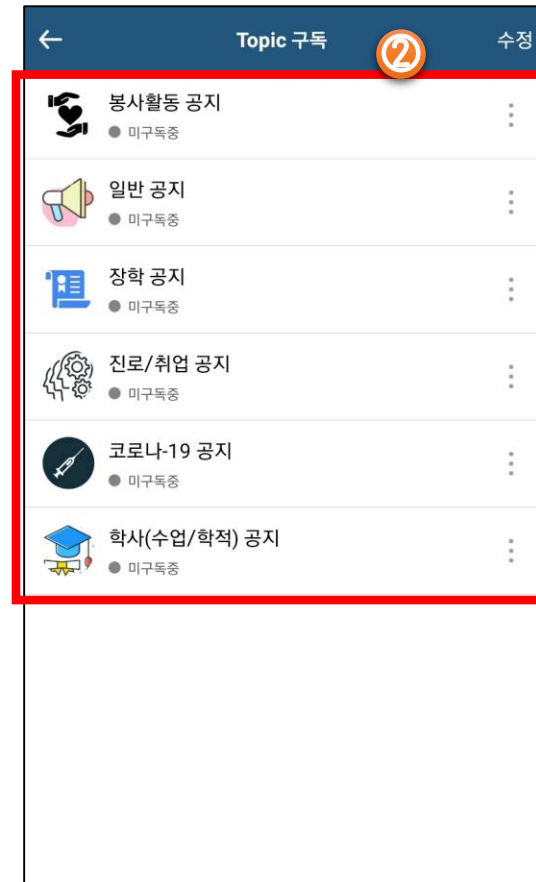 Topic 구독
②
수정
봉사활동 공지
미구독중
일반 공지
미구독중
장학 공지
미구독중
진로/취업 공지
미구독중
코로나-19 공지
미구독중
학사(수업/학적) 공지
미구독중